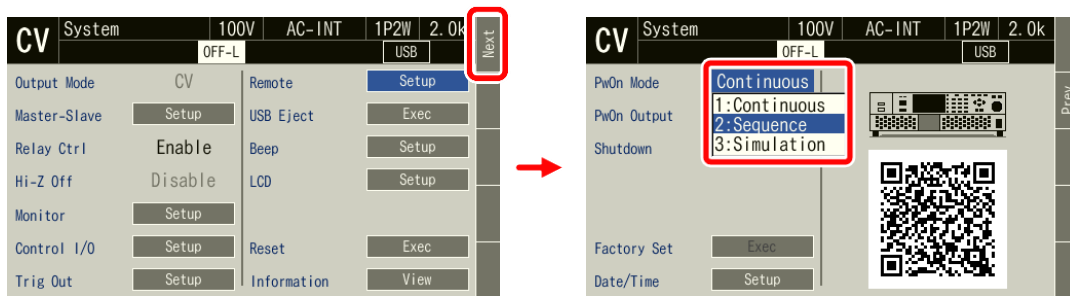 CV System 100V AC-INT 1P2W 2.0k
OFF-L USB
Next
Output Mode CV Remote Setup
Master-Slave Setup USB Eject Exec
Relay Ctrl Enable Beep Setup
Hi-Z Off Disable LCD Setup
Monitor Setup
Control I/O Setup Reset Exec
Trig Out Setup Information View
CV System 100V AC-INT 1P2W 2.0k
OFF-L USB
Prev
PwOn Mode Continuous
1:Continuous
PwOn Output 2:Sequence
Shutdown 3:Simulation
Factory Set Exec
Date/Time Setup